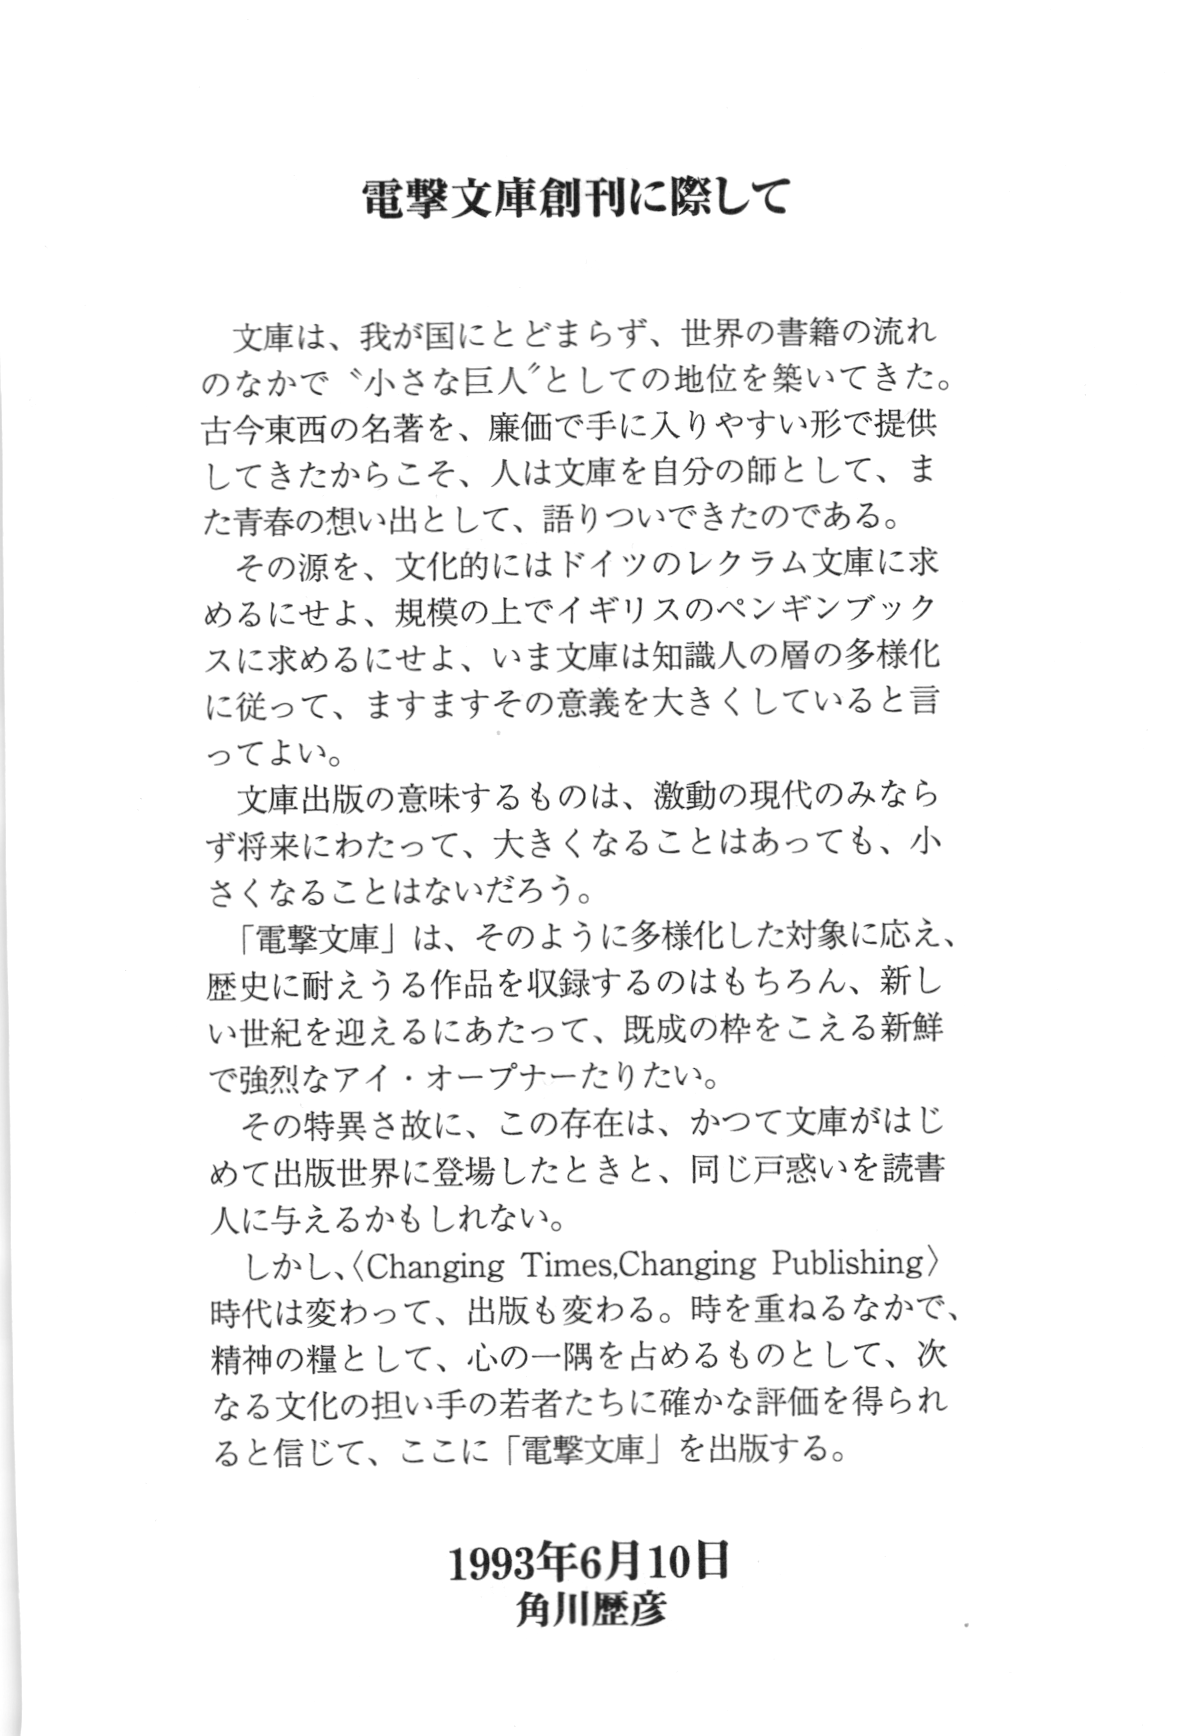 電撃文庫創刊に際して
文庫は、我が国にとどまらず、世界の書籍の流れ
のなかで〝小さな巨人〟としての地位を築いてきた。
古今東西の名著を、廉価で手に入りやすい形で提供
してきたからこそ、人は文庫を自分の師として、ま
た青春の想い出として、語りついできたのである。
その源を、文化的にはドイツのレクラム文庫に求
めるにせよ、規模の上でイギリスのペンギンブック
スに求めるにせよ、いま文庫は知識人の層の多様化
に従って、ますますその意義を大きくしていると言
ってよい。
文庫出版の意味するものは、激動の現代のみなら
ず将来にわたって、大きくなることはあっても、小
さくなることはないだろう。
「電撃文庫」は、そのように多様化した対象に応え、
歴史に耐えうる作品を収録するのはもちろん、新し
い世紀を迎えるにあたって、既成の枠をこえる新鮮
で強烈なアイ・オープナーたりたい。
その特異さ故に、この存在は、かつて文庫がはじ
めて出版世界に登場したときと、同じ戸惑いを読書
人に与えるかもしれない。
しかし、〈Changing Times,Changing Publishing〉
時代は変わって、出版も変わる。時を重ねるなかで、
精神の糧として、心の一隅を占めるものとして、次
なる文化の担い手の若者たちに確かな評価を得られ
ると信じて、ここに「電撃文庫」を出版する。
1993年6月10日
角川歴彦